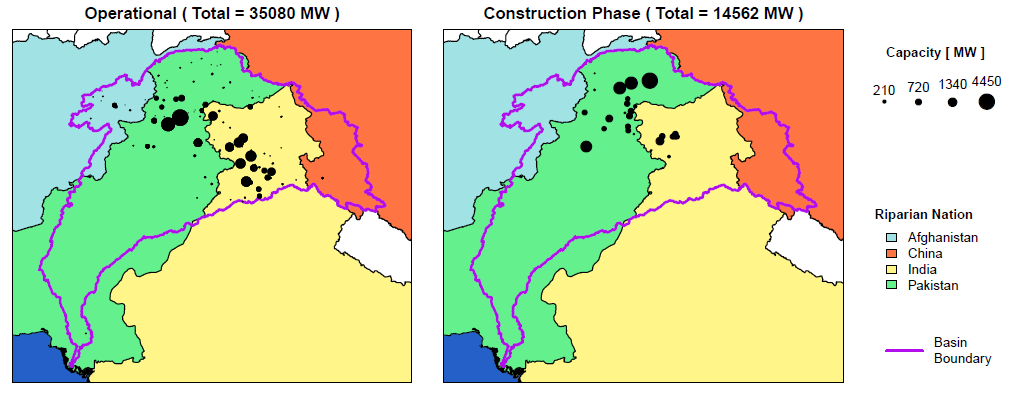 Operational ( Total = 35080 MW )
Construction Phase ( Total = 14562 MW )
Capacity [ MW ]
210 720 1340 4450
Riparian Nation
Afghanistan
China
India
Pakistan
Basin
Boundary